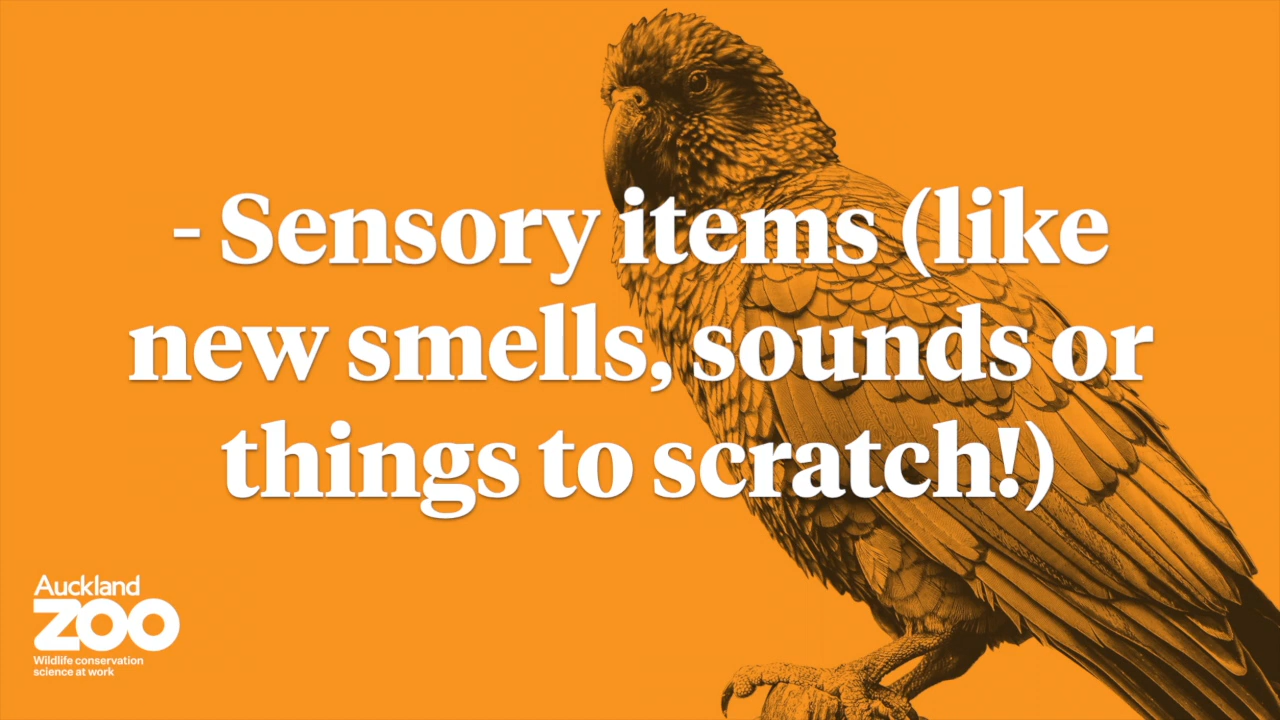 - Sensory items (like
new smells, sounds or
things to scratch!)
Auckland
ZOO
Wildlife conservation
science at work